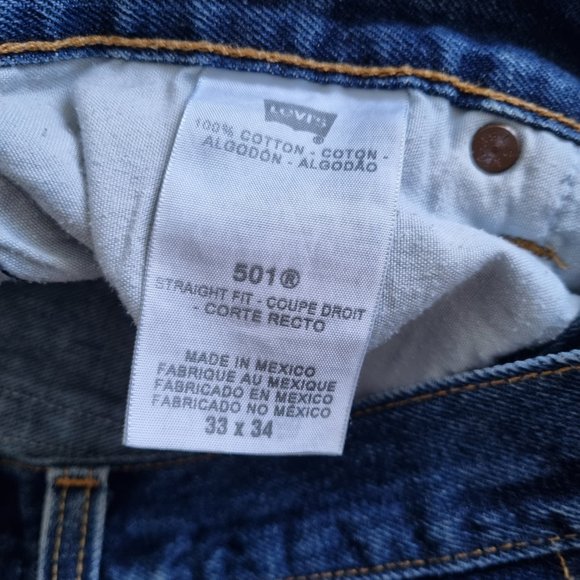 LEVI'S
100% COTTON - COTON -
ALGODÓN - ALGODÃO
501®
STRAIGHT FIT - COUPE DROIT
- CORTE RECTO
MADE IN MEXICO
FABRIQUE AU MEXIQUE
FABRICADO EN MEXICO
FABRICADO NO MÉXICO
33 x 34